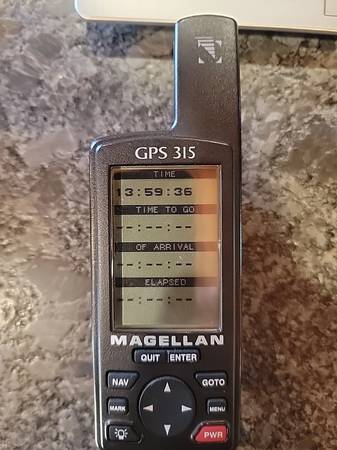 GPS 315
TIME
13:59:36
TIME TO GO
--:--:--
OF ARRIVAL
--:--:--
ELAPSED
--:--:--
MAGELLAN
QUIT ENTER
NAV GOTO
MARK MENU
PWR